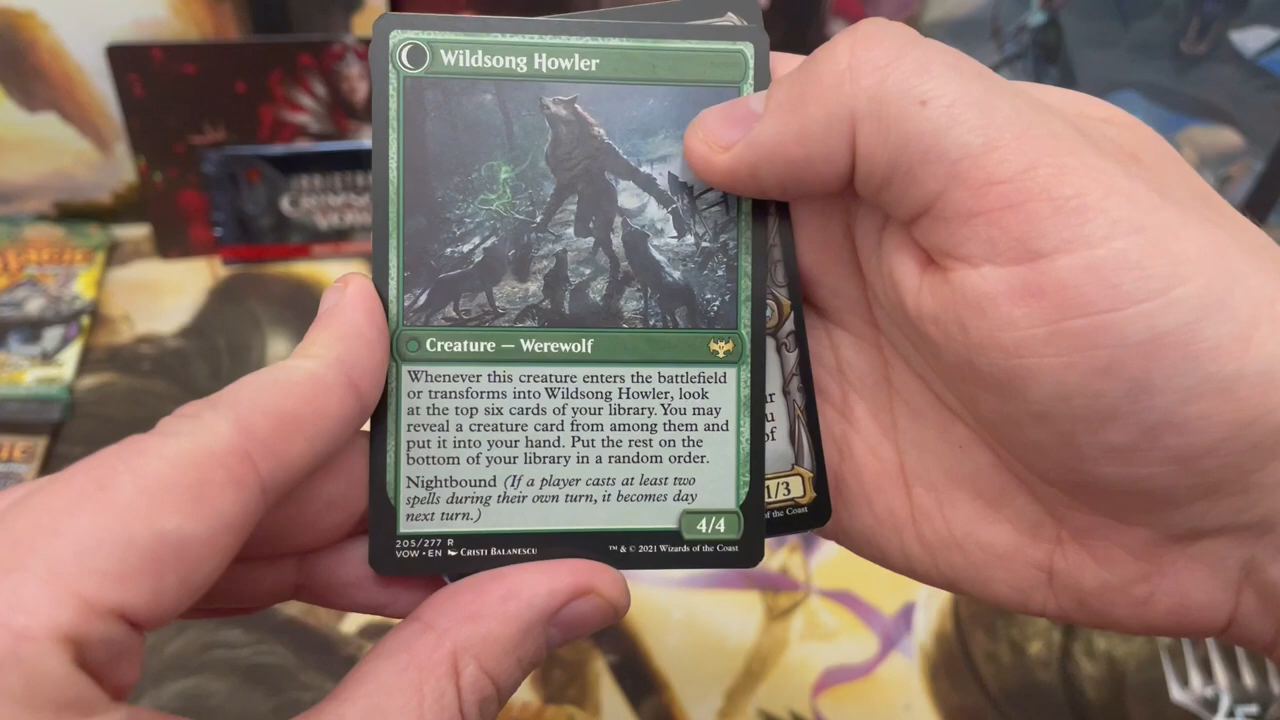 Wildsong Howler
Creature — Werewolf
Whenever this creature enters the battlefield
or transforms into Wildsong Howler, look
at the top six cards of your library. You may
reveal a creature card from among them and
put it into your hand. Put the rest on the
bottom of your library in a random order.
Nightbound (If a player casts at least two
spells during their own turn, it becomes day
next turn.)
4/4
205/277 R
VOW • EN CRISTI BALANESCU
™ & © 2021 Wizards of the Coast
of
1/3
of the Coast
CRIMSON
VOW
MAGIC